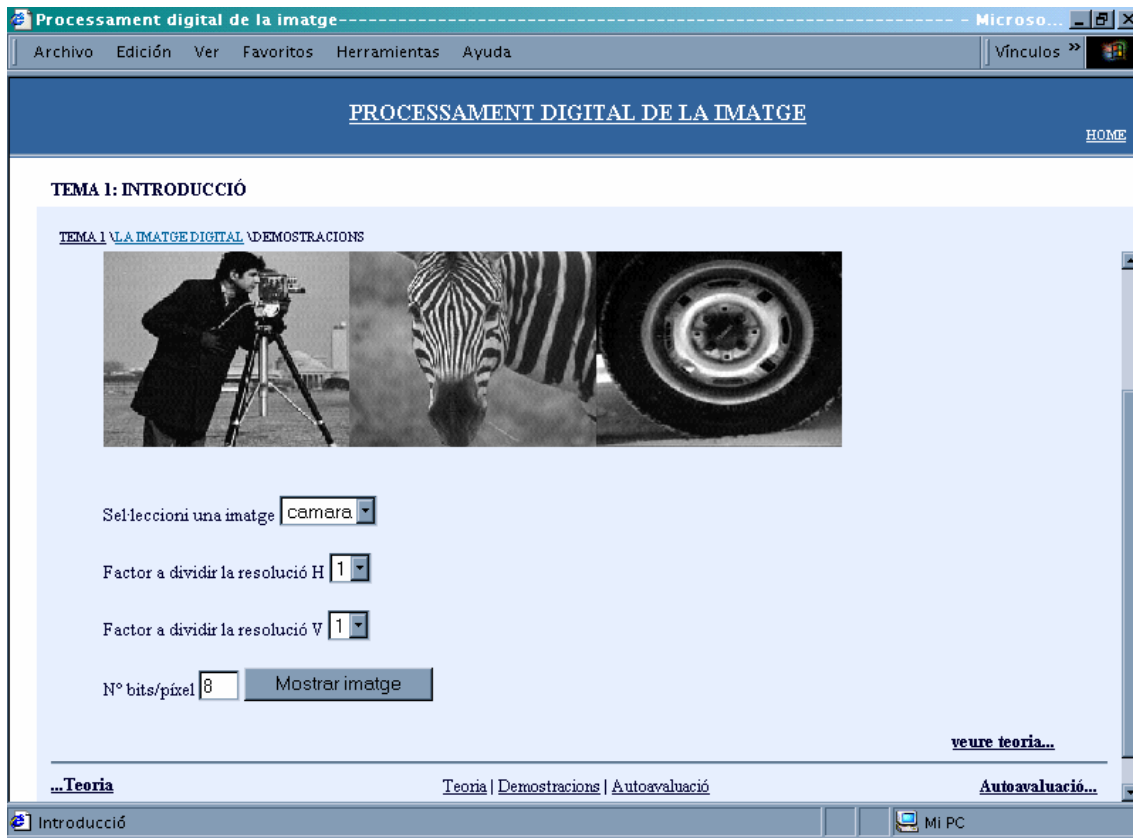 Processament digital de la imatge---------------------------------------------------------------------- - Microso...
Archivo Edición Ver Favoritos Herramientas Ayuda Vínculos »
PROCESSAMENT DIGITAL DE LA IMATGE
HOME
TEMA 1: INTRODUCCIÓ
TEMA 1 \LA IMATGE DIGITAL \DEMOSTRACIONS
Sel·leccioni una imatge camara
Factor a dividir la resolució H 1
Factor a dividir la resolució V 1
Nº bits/píxel 8 Mostrar imatge
veure teoria...
...Teoria Teoria | Demostracions | Autoavaluació Autoavaluació...
Introducció Mi PC